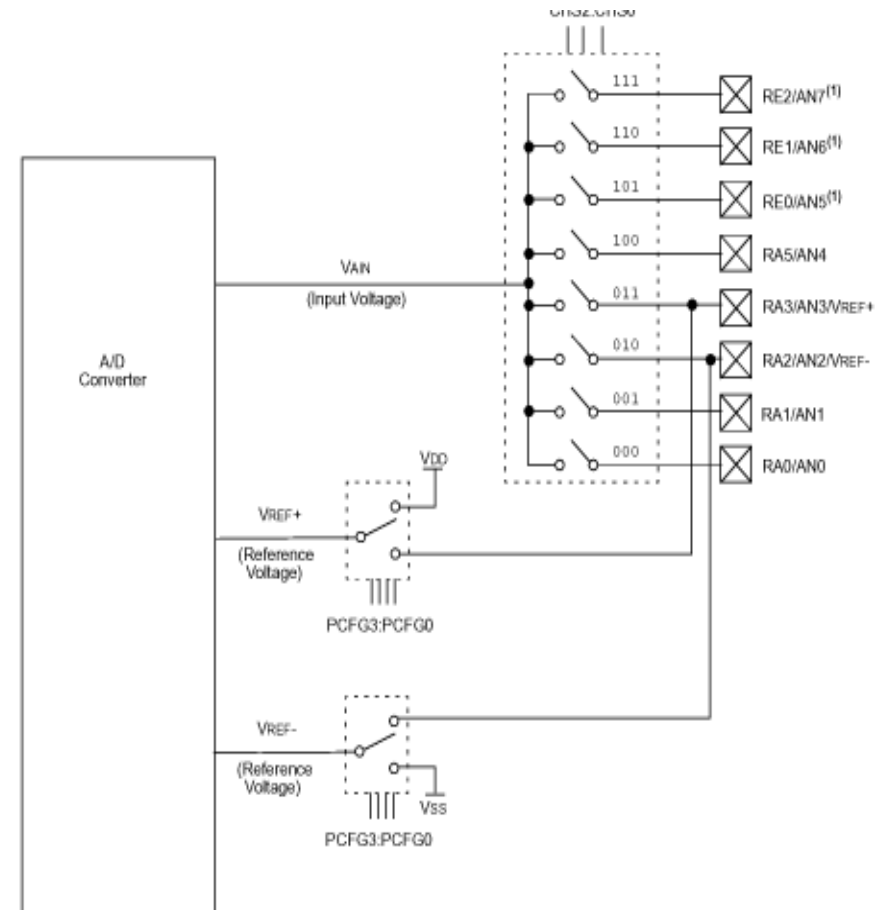 CHS2:CHS0
111
RE2/AN7(1)
110
RE1/AN6(1)
101
RE0/AN5(1)
100
RA5/AN4
VAIN
(Input Voltage)
011
RA3/AN3/VREF+
010
RA2/AN2/VREF-
A/D
Converter
001
RA1/AN1
000
RA0/AN0
VDD
VREF+
(Reference
Voltage)
PCFG3:PCFG0
VREF-
(Reference
Voltage)
VSS
PCFG3:PCFG0